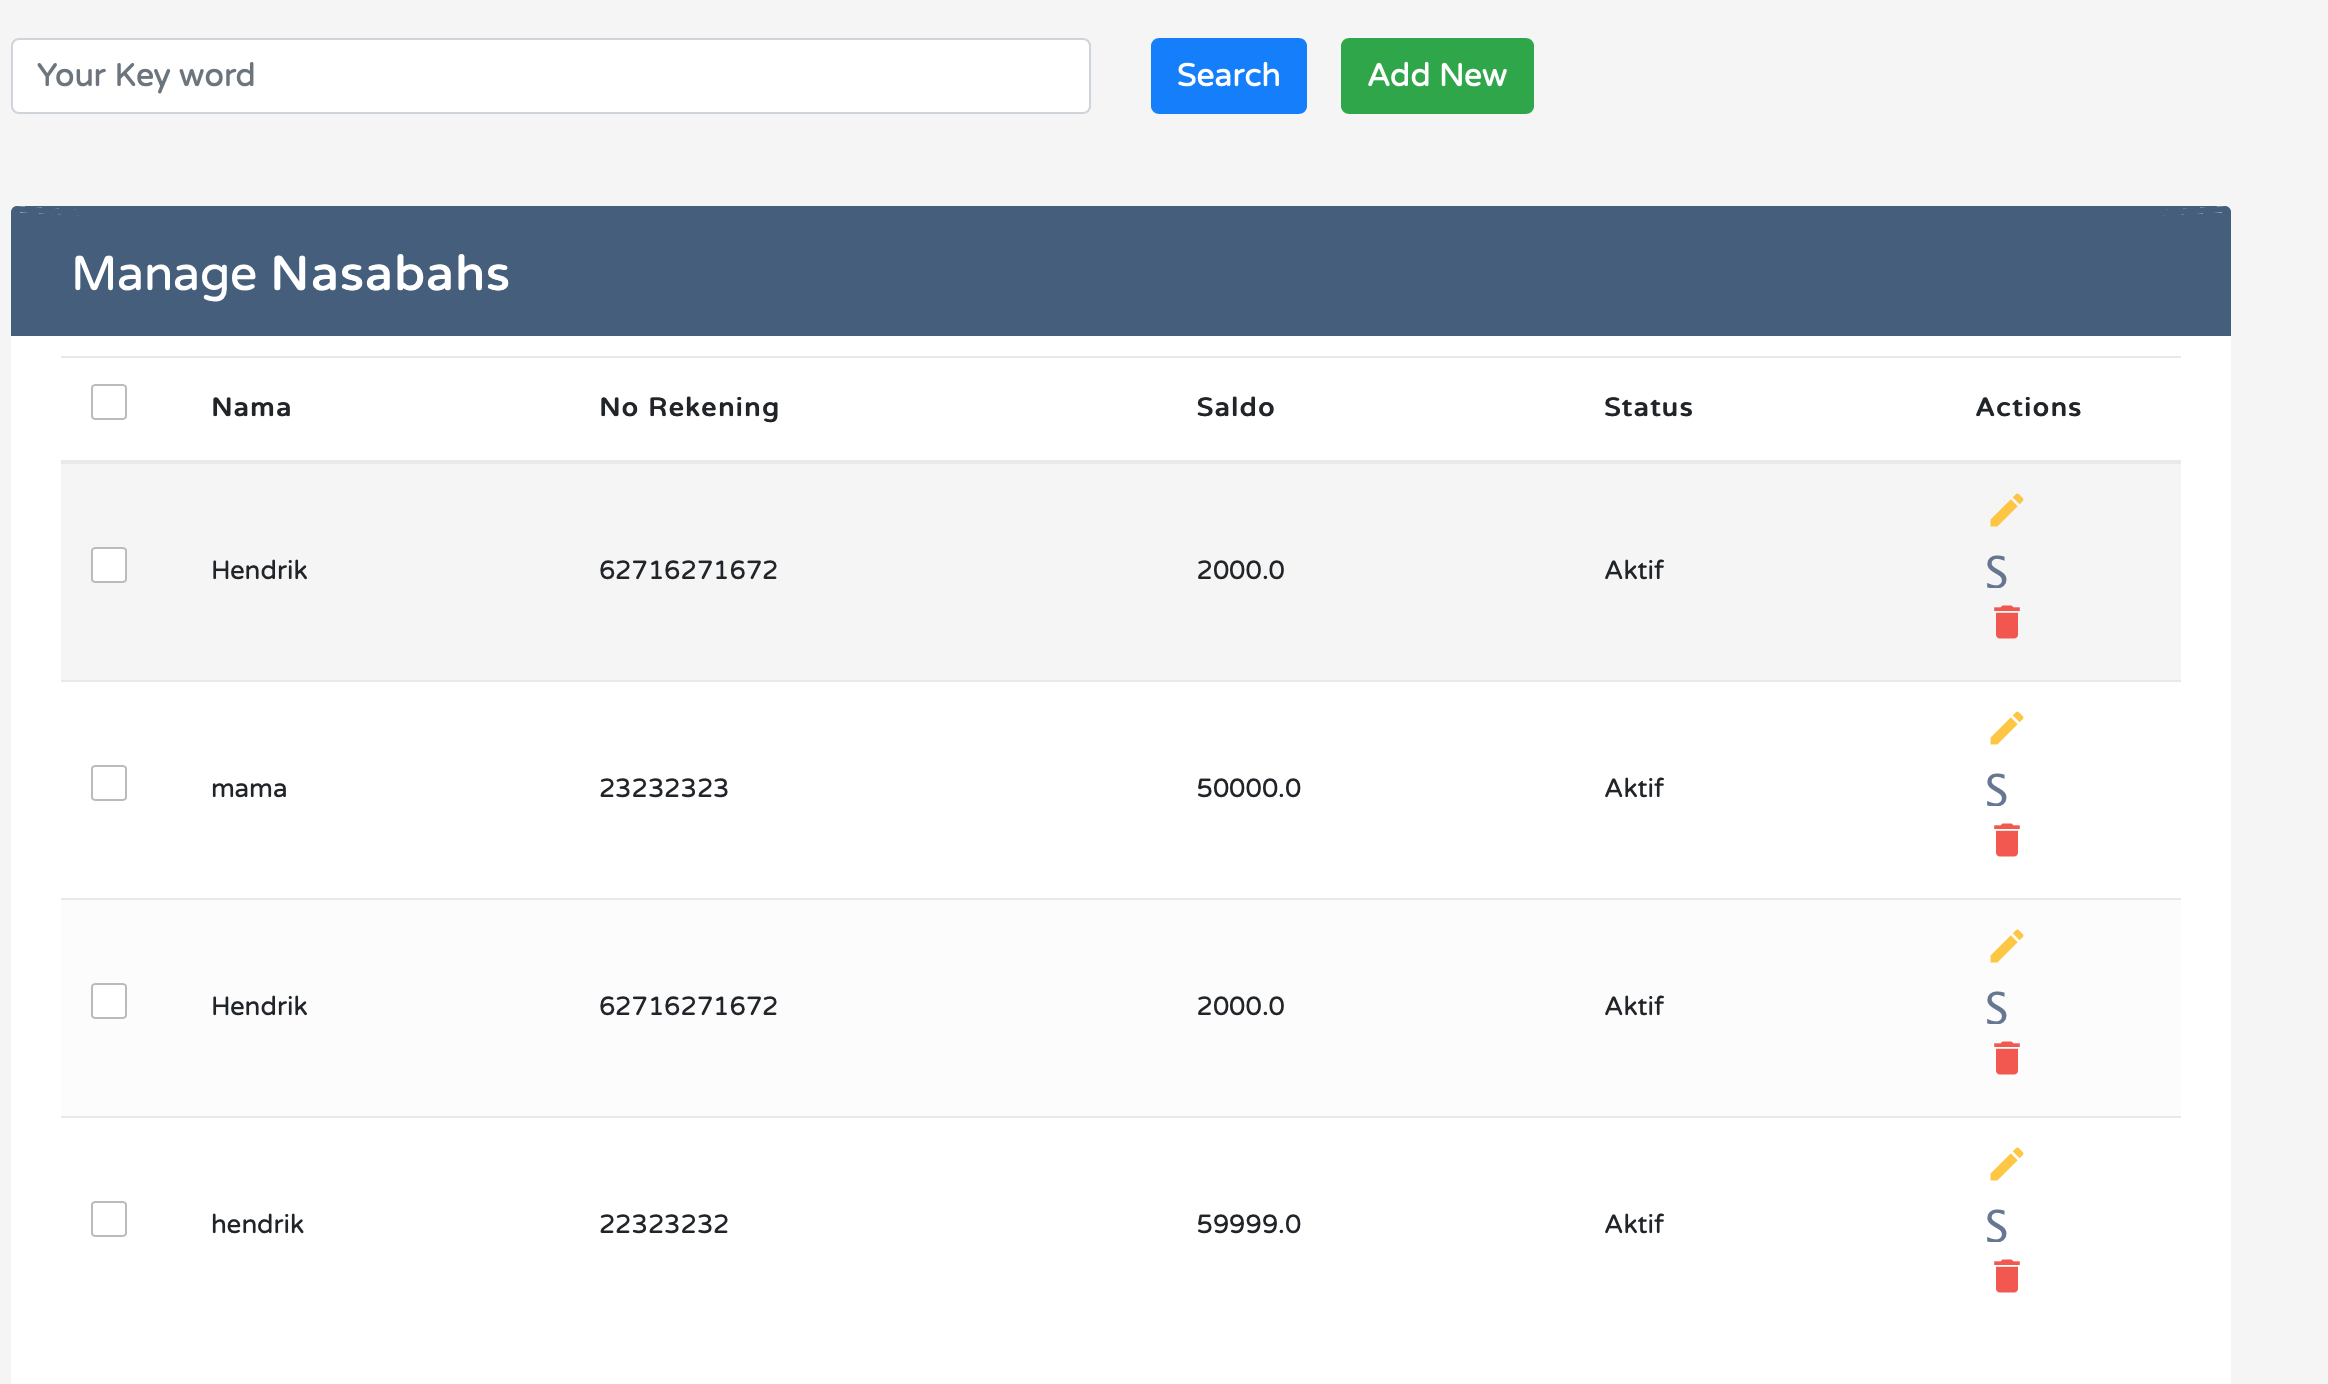 Your Key word Search Add New
Manage Nasabahs
Nama No Rekening Saldo Status Actions
Hendrik 62716271672 2000.0 Aktif S
mama 23232323 50000.0 Aktif S
Hendrik 62716271672 2000.0 Aktif S
hendrik 22323232 59999.0 Aktif S